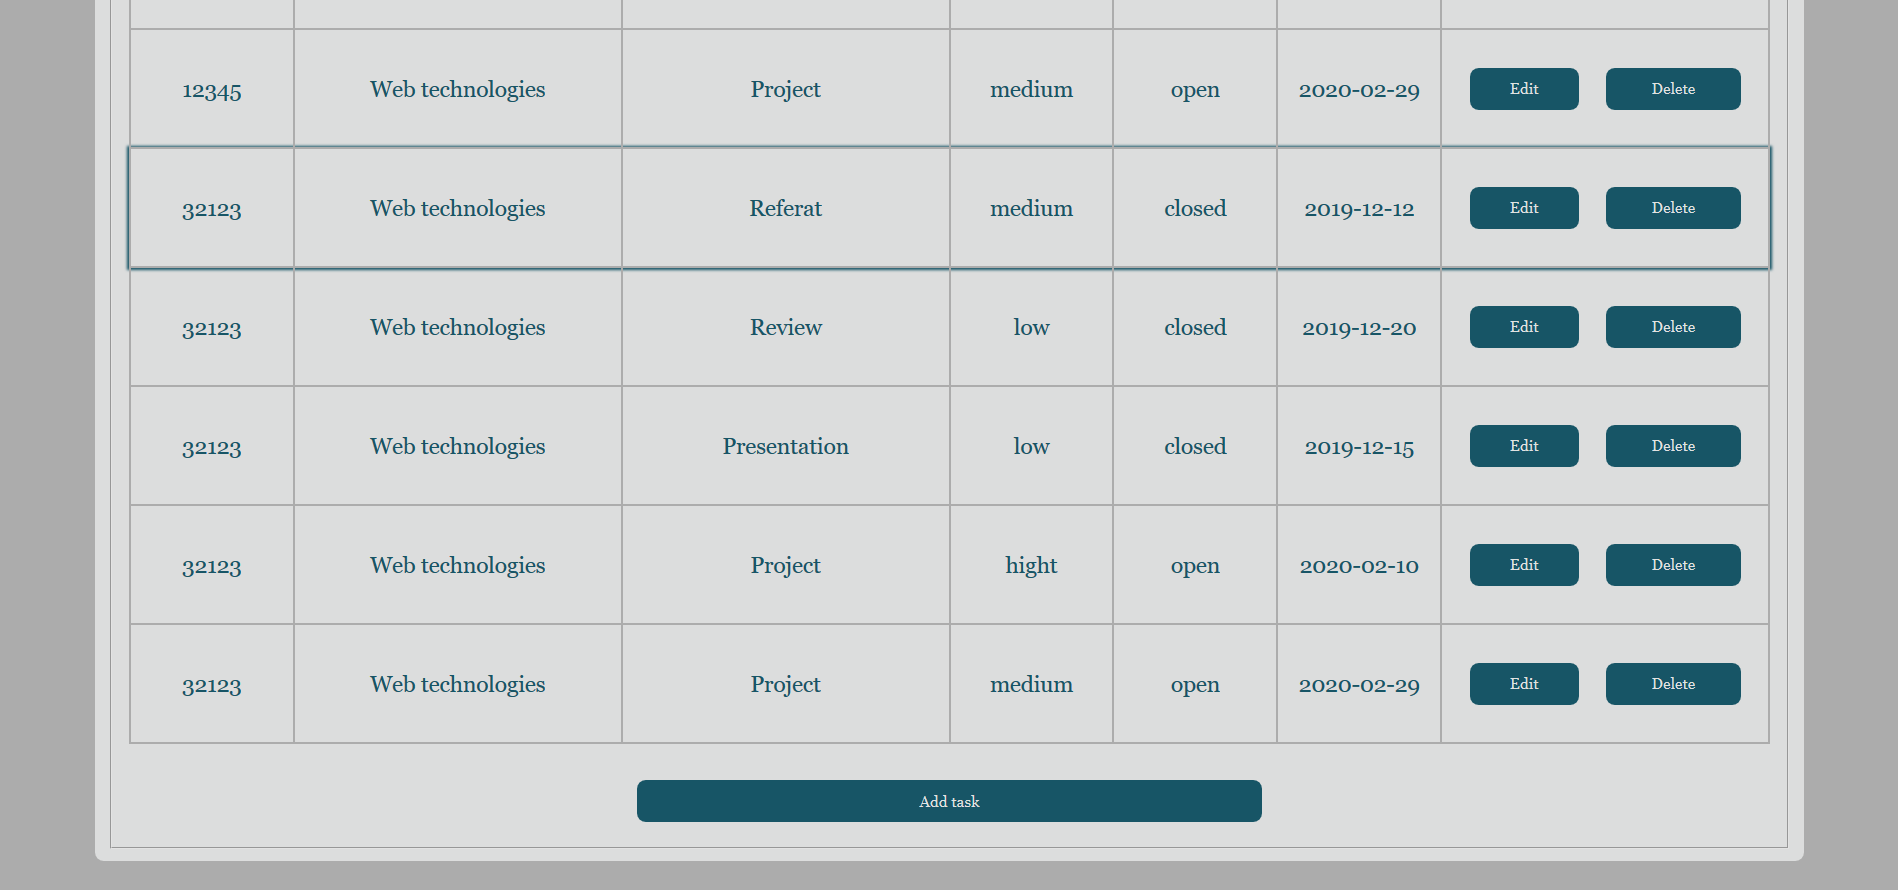 12345 Web technologies Project medium open 2020-02-29 Edit Delete
32123 Web technologies Referat medium closed 2019-12-12 Edit Delete
32123 Web technologies Review low closed 2019-12-20 Edit Delete
32123 Web technologies Presentation low closed 2019-12-15 Edit Delete
32123 Web technologies Project hight open 2020-02-10 Edit Delete
32123 Web technologies Project medium open 2020-02-29 Edit Delete
Add task